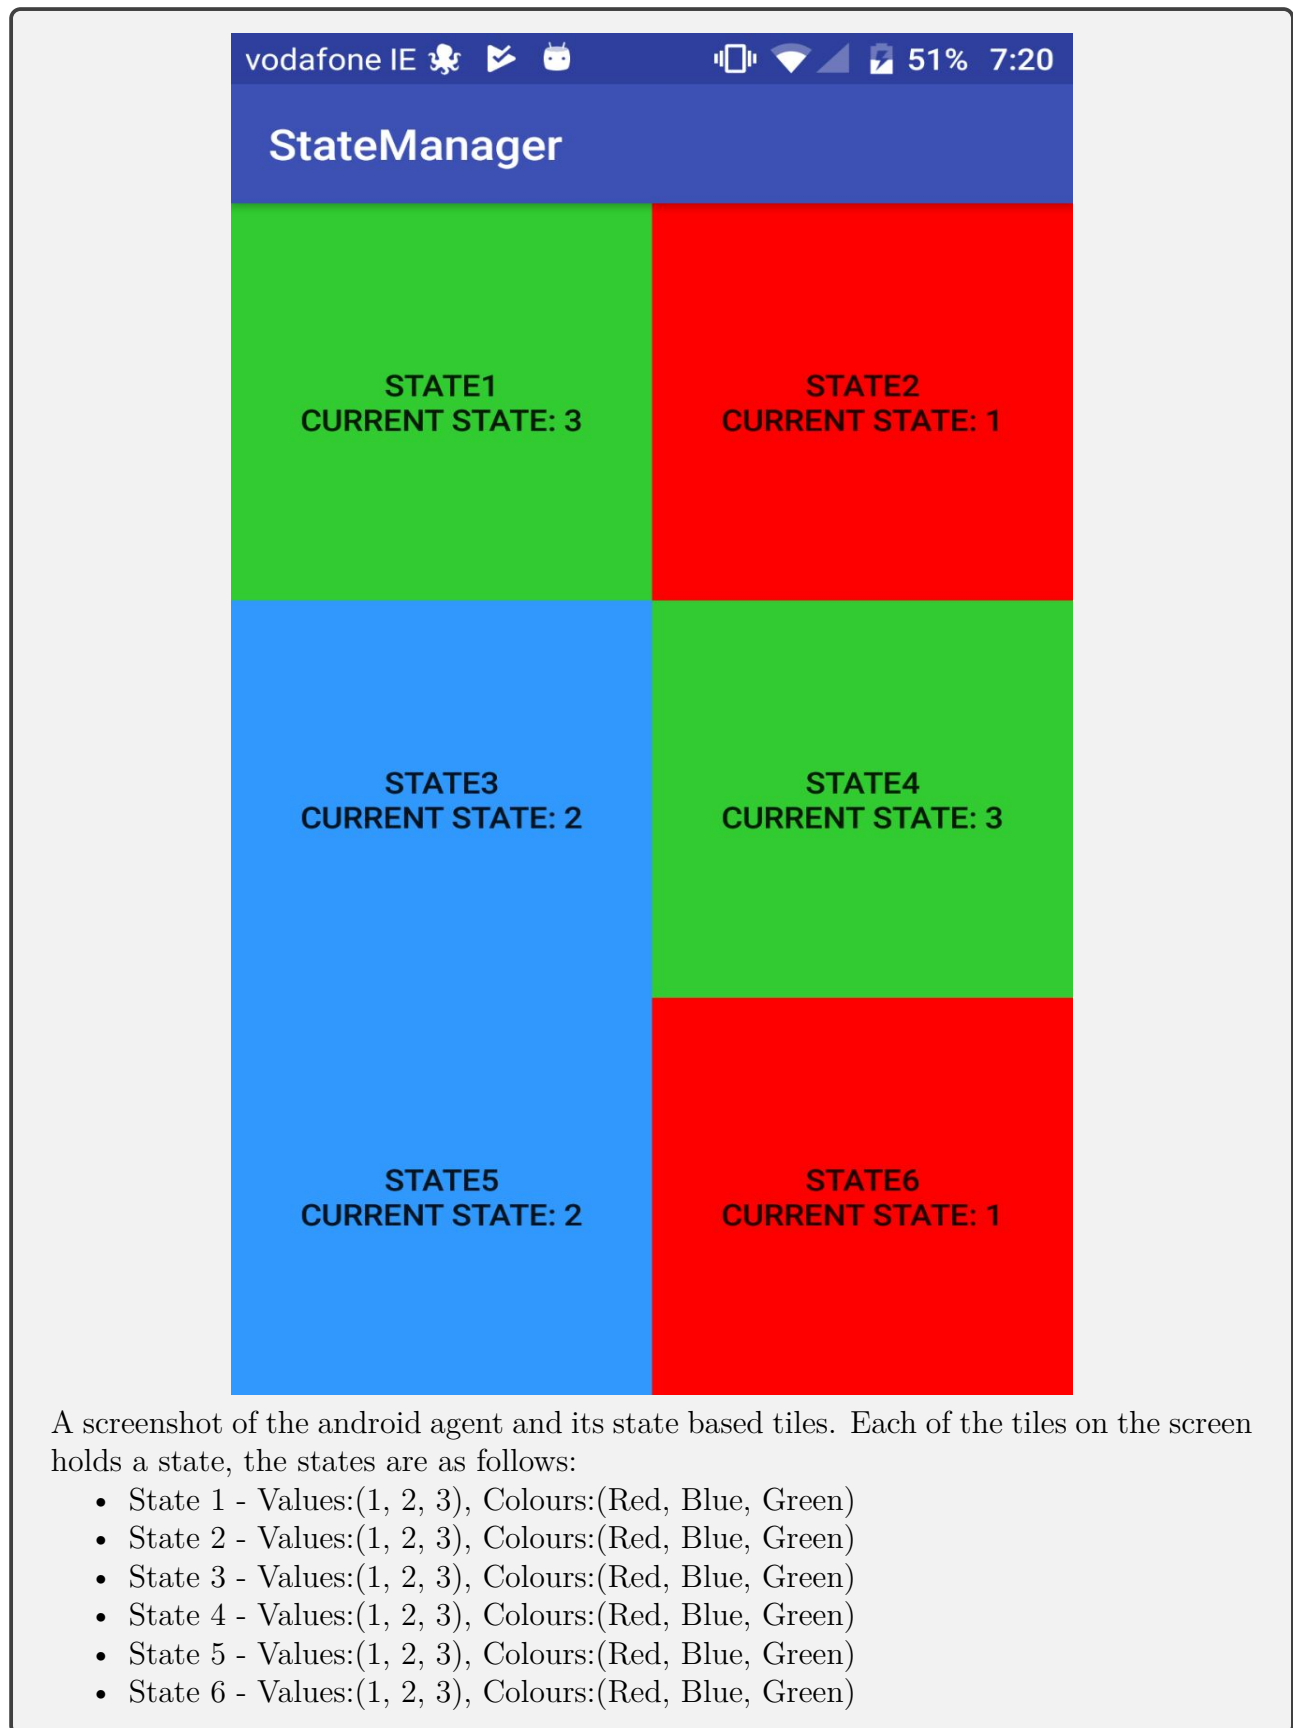 vodafone IE 51% 7:20
StateManager
STATE1
CURRENT STATE: 3
STATE2
CURRENT STATE: 1
STATE3
CURRENT STATE: 2
STATE4
CURRENT STATE: 3
STATE5
CURRENT STATE: 2
STATE6
CURRENT STATE: 1
A screenshot of the android agent and its state based tiles. Each of the tiles on the screen
holds a state, the states are as follows:
• State 1 - Values:(1, 2, 3), Colours:(Red, Blue, Green)
• State 2 - Values:(1, 2, 3), Colours:(Red, Blue, Green)
• State 3 - Values:(1, 2, 3), Colours:(Red, Blue, Green)
• State 4 - Values:(1, 2, 3), Colours:(Red, Blue, Green)
• State 5 - Values:(1, 2, 3), Colours:(Red, Blue, Green)
• State 6 - Values:(1, 2, 3), Colours:(Red, Blue, Green)